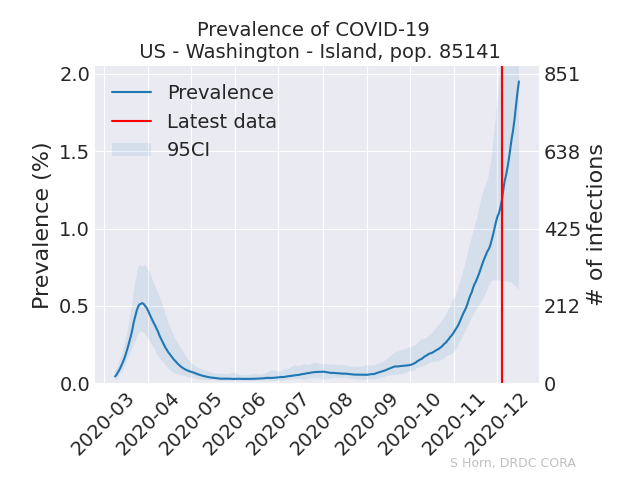 Prevalence of COVID-19
US - Washington - Island, pop. 85141
Prevalence
Latest data
95CI
Prevalence (%)
2.0
1.5
1.0
0.5
0.0
851
638
425
212
0
# of infections
2020-03
2020-04
2020-05
2020-06
2020-07
2020-08
2020-09
2020-10
2020-11
2020-12
S Horn, DRDC CORA